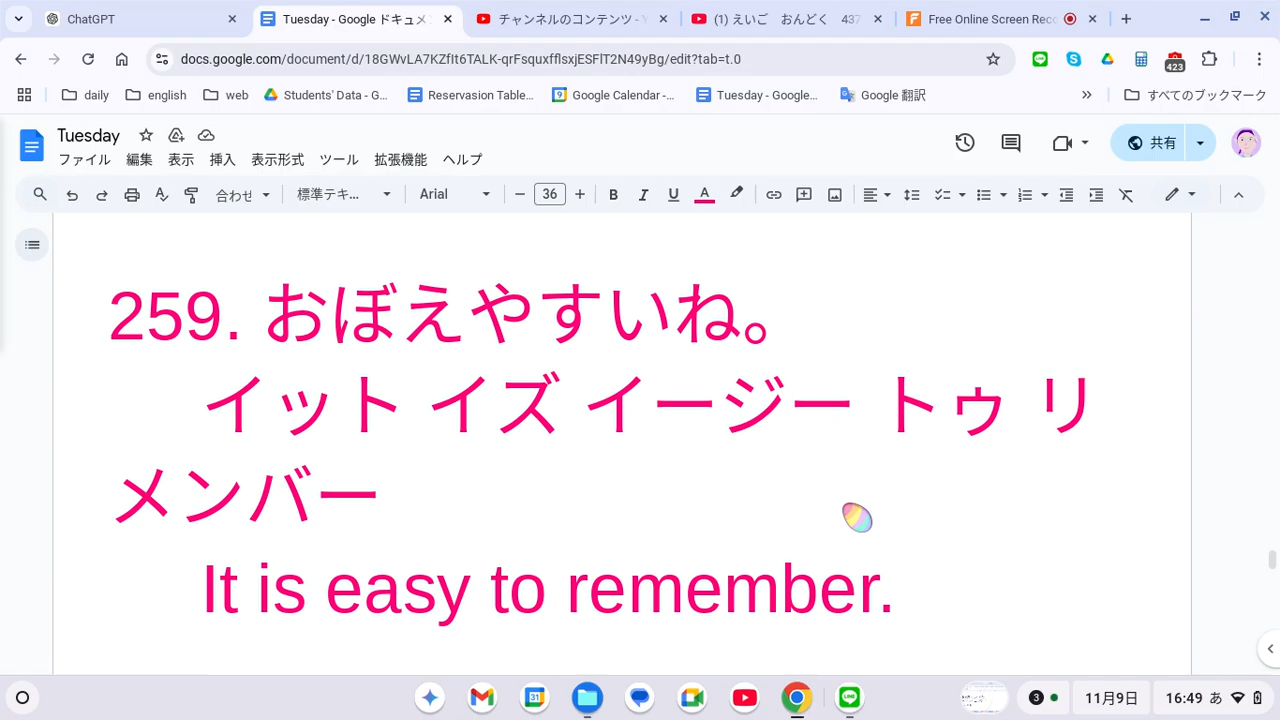 ChatGPT
Tuesday - Google ドキュメ
チャンネルのコンテンツ -
(1) えいご おんどく 437
Free Online Screen Reco
docs.google.com/document/d/18GWvLA7KZfIt6TALK-qrFsquxfflsxjESFlT2N49yBg/edit?tab=t.0
423
daily
english
web
Students' Data - G...
Reservasion Table...
Google Calendar -...
Tuesday - Google...
Google 翻訳
すべてのブックマーク
Tuesday
共有
ファイル 編集 表示 挿入 表示形式 ツール 拡張機能 ヘルプ
合わせ 標準テキ... Arial 36 B I U A
259. おぼえやすいね。
イット イズ イージー トゥ リ
メンバー
It is easy to remember.
31
3
11月9日
16:49 あ